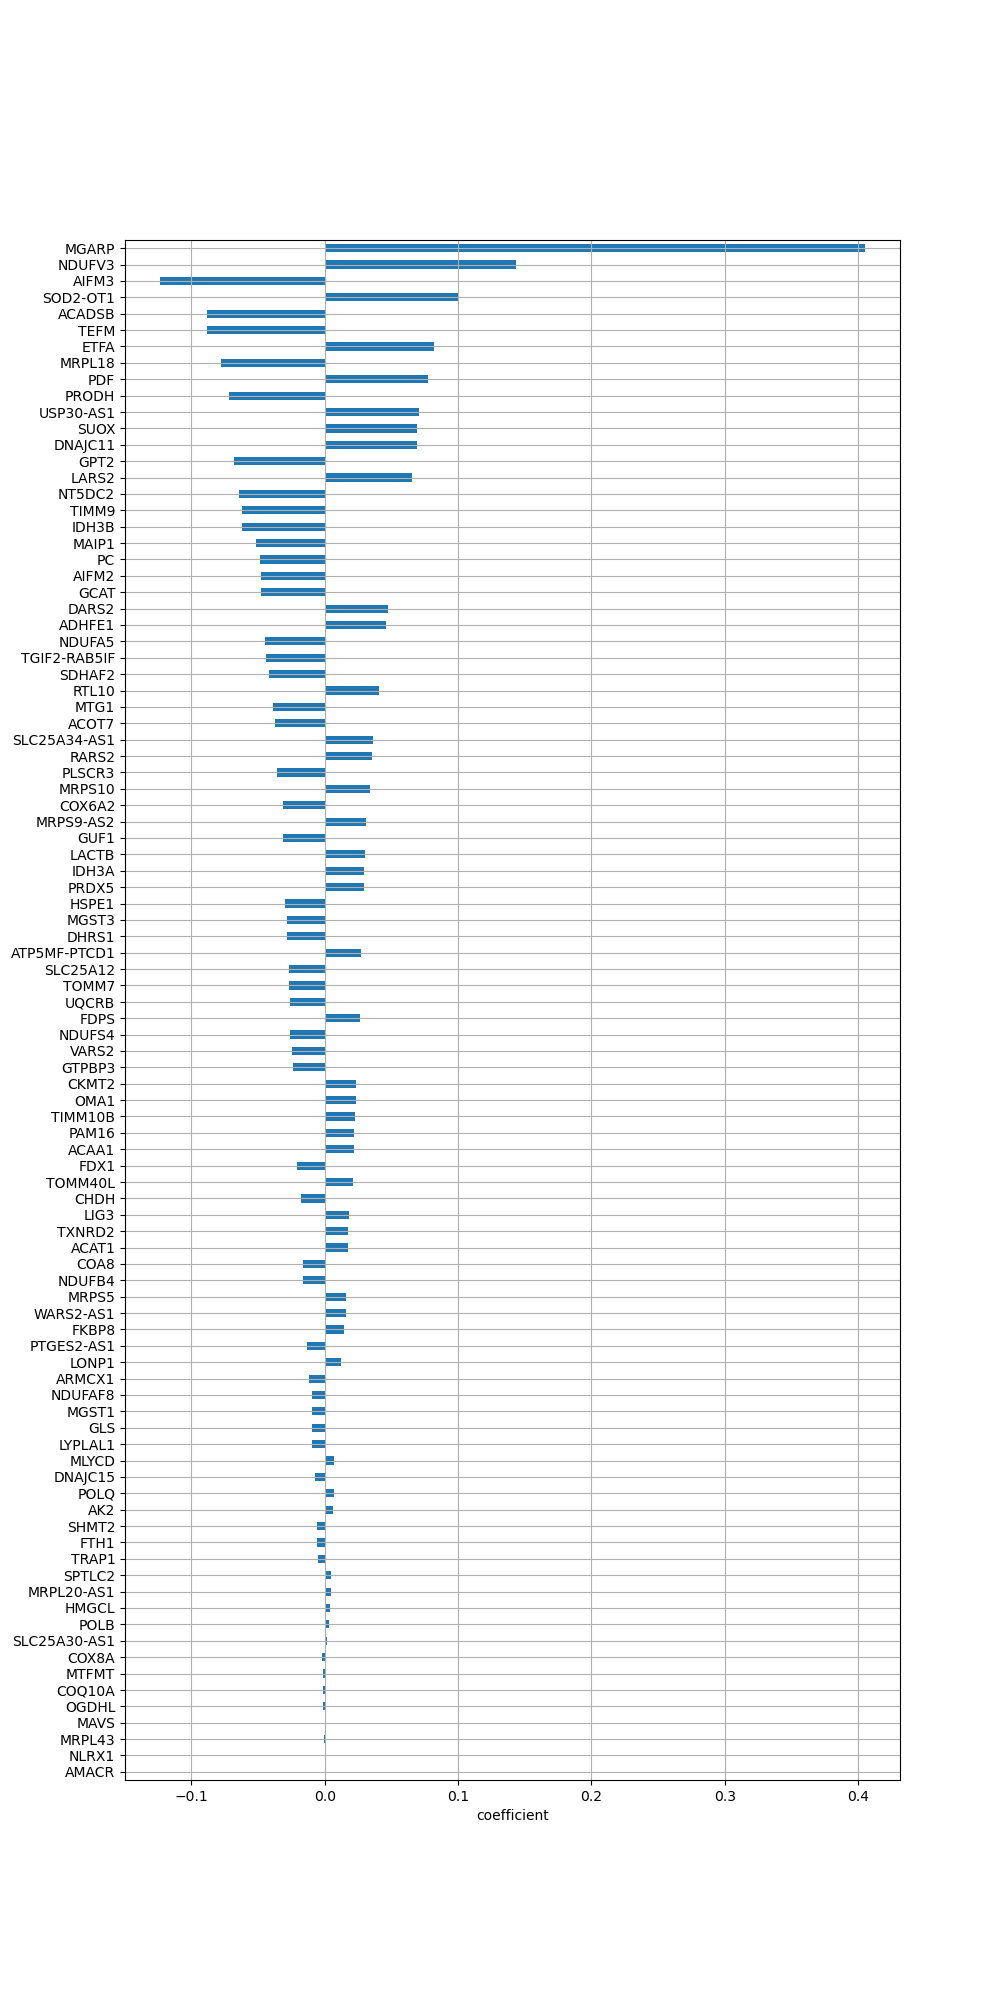 MGARP
NDUFV3
AIFM3
SOD2-OT1
ACADSB
TEFM
ETFA
MRPL18
PDF
PRODH
USP30-AS1
SUOX
DNAJC11
GPT2
LARS2
NT5DC2
TIMM9
IDH3B
MAIP1
PC
AIFM2
GCAT
DARS2
ADHFE1
NDUFA5
TGIF2-RAB5IF
SDHAF2
RTL10
MTG1
ACOT7
SLC25A34-AS1
RARS2
PLSCR3
MRPS10
COX6A2
MRPS9-AS2
GUF1
LACTB
IDH3A
PRDX5
HSPE1
MGST3
DHRS1
ATP5MF-PTCD1
SLC25A12
TOMM7
UQCRB
FDPS
NDUFS4
VARS2
GTPBP3
CKMT2
OMA1
TIMM10B
PAM16
ACAA1
FDX1
TOMM40L
CHDH
LIG3
TXNRD2
ACAT1
COA8
NDUFB4
MRPS5
WARS2-AS1
FKBP8
PTGES2-AS1
LONP1
ARMCX1
NDUFAF8
MGST1
GLS
LYPLAL1
MLYCD
DNAJC15
POLQ
AK2
SHMT2
FTH1
TRAP1
SPTLC2
MRPL20-AS1
HMGCL
POLB
SLC25A30-AS1
COX8A
MTFMT
COQ10A
OGDHL
MAVS
MRPL43
NLRX1
AMACR
−0.1 0.0 0.1 0.2 0.3 0.4
coefficient